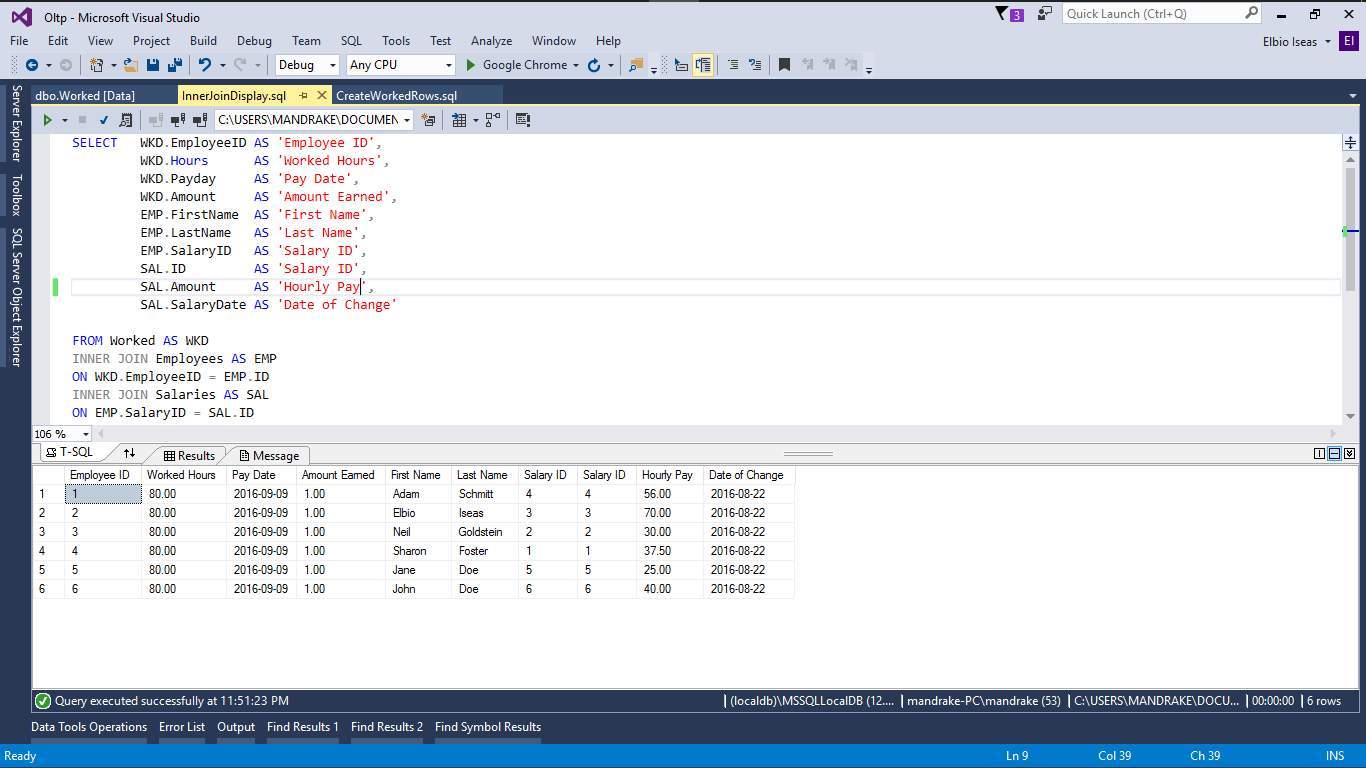 Oltp - Microsoft Visual Studio
3
Quick Launch (Ctrl+Q)
File Edit View Project Build Debug Team SQL Tools Test Analyze Window Help
Elbio Iseas EI
Debug Any CPU Google Chrome
Server Explorer
Toolbox
SQL Server Object Explorer
dbo.Worked [Data] InnerJoinDisplay.sql CreateWorkedRows.sql
C:\USERS\MANDRAKE\DOCUMEN
SELECT WKD.EmployeeID AS 'Employee ID',
WKD.Hours AS 'Worked Hours',
WKD.Payday AS 'Pay Date',
WKD.Amount AS 'Amount Earned',
EMP.FirstName AS 'First Name',
EMP.LastName AS 'Last Name',
EMP.SalaryID AS 'Salary ID',
SAL.ID AS 'Salary ID',
SAL.Amount AS 'Hourly Pay',
SAL.SalaryDate AS 'Date of Change'
FROM Worked AS WKD
INNER JOIN Employees AS EMP
ON WKD.EmployeeID = EMP.ID
INNER JOIN Salaries AS SAL
ON EMP.SalaryID = SAL.ID
106 %
T-SQL Results Message
Employee ID Worked Hours Pay Date Amount Earned First Name Last Name Salary ID Salary ID Hourly Pay Date of Change
1 1 80.00 2016-09-09 1.00 Adam Schmitt 4 4 56.00 2016-08-22
2 2 80.00 2016-09-09 1.00 Elbio Iseas 3 3 70.00 2016-08-22
3 3 80.00 2016-09-09 1.00 Neil Goldstein 2 2 30.00 2016-08-22
4 4 80.00 2016-09-09 1.00 Sharon Foster 1 1 37.50 2016-08-22
5 5 80.00 2016-09-09 1.00 Jane Doe 5 5 25.00 2016-08-22
6 6 80.00 2016-09-09 1.00 John Doe 6 6 40.00 2016-08-22
Query executed successfully at 11:51:23 PM (localdb)\MSSQLLocalDB (12.... mandrake-PC\mandrake (53) C:\USERS\MANDRAKE\DOCU... 00:00:00 6 rows
Data Tools Operations Error List Output Find Results 1 Find Results 2 Find Symbol Results
Ready Ln 9 Col 39 Ch 39 INS